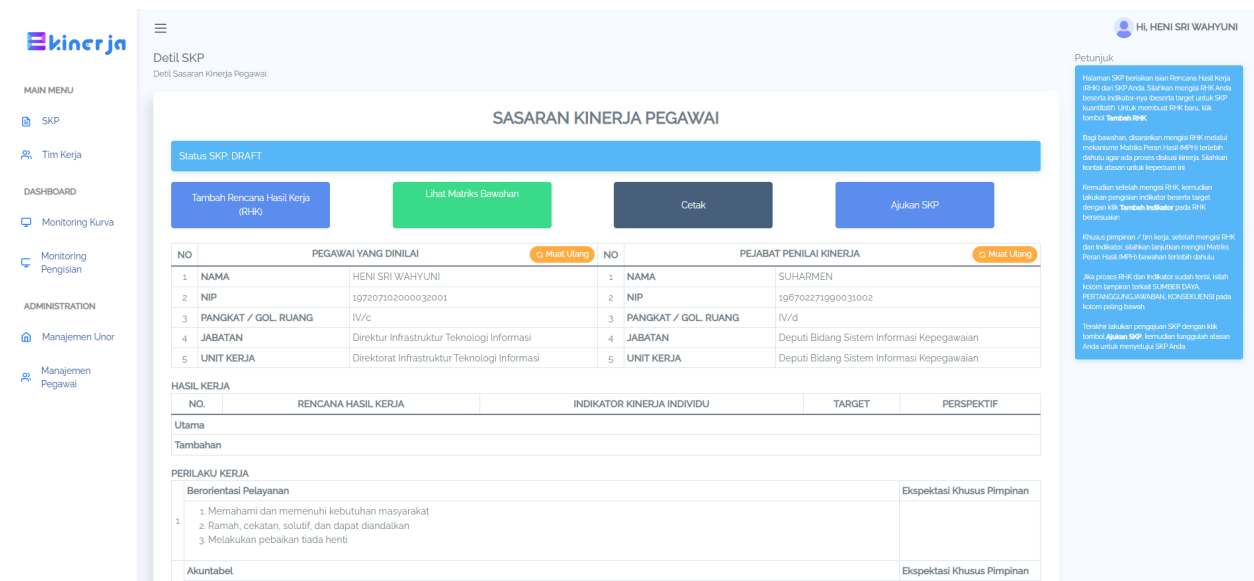 Ekinerja
Hi, HENI SRI WAHYUNI
MAIN MENU
SKP
Tim Kerja
DASHBOARD
Monitoring Kurva
Monitoring
Pengisian
ADMINISTRATION
Manajemen Unor
Manajemen
Pegawai
Detil SKP
Detil Sasaran Kinerja Pegawai.
SASARAN KINERJA PEGAWAI
Status SKP: DRAFT
Tambah Rencana Hasil Kerja
(RHK)
Lihat Matriks Bawahan
Cetak
Ajukan SKP
NO PEGAWAI YANG DINILAI Muat Ulang NO PEJABAT PENILAI KINERJA Muat Ulang
1 NAMA HENI SRI WAHYUNI 1 NAMA SUHARMEN
2 NIP 197207102000032001 2 NIP 196702271990031002
3 PANGKAT / GOL. RUANG IV/c 3 PANGKAT / GOL. RUANG IV/d
4 JABATAN Direktur Infrastruktur Teknologi Informasi 4 JABATAN Deputi Bidang Sistem Informasi Kepegawaian
5 UNIT KERJA Direktorat Infrastruktur Teknologi Informasi 5 UNIT KERJA Deputi Bidang Sistem Informasi Kepegawaian
HASIL KERJA
NO. RENCANA HASIL KERJA INDIKATOR KINERJA INDIVIDU TARGET PERSPEKTIF
Utama
Tambahan
PERILAKU KERJA
Berorientasi Pelayanan Ekspektasi Khusus Pimpinan
1
1. Memahami dan memenuhi kebutuhan masyarakat
2. Ramah, cekatan, solutif, dan dapat diandalkan
3. Melakukan pebaikan tiada henti
Akuntabel Ekspektasi Khusus Pimpinan
Petunjuk
Halaman SKP berisikan isian Rencana Hasil Kerja
(RHK) dari SKP Anda. Silahkan mengisi RHK Anda
beserta indikator-nya (beserta target untuk SKP
kuantitatif). Untuk membuat RHK baru, klik
tombol Tambah RHK
Bagi bawahan, disarankan mengisi RHK melalui
mekanisme Matriks Peran Hasil (MPH) terlebih
dahulu agar ada proses diskusi kinerja. Silahkan
kontak atasan untuk keperluan ini.
Kemudian setelah mengisi RHK, kemudian
lakukan pengisian indikator beserta target
dengan klik Tambah Indikator pada RHK
bersesuaian
Khusus pimpinan / tim kerja, setelah mengisi RHK
dan Indikator, silahkan lanjutkan mengisi Matriks
Peran Hasil (MPH) bawahan terlebih dahulu
Jika proses RHK dan Indikator sudah terisi, isilah
kolom lampiran terkait SUMBER DAYA,
PERTANGGUNGJAWABAN, KONSEKUENSI pada
kolom paling bawah.
Terakhir lakukan pengajuan SKP dengan klik
tombol Ajukan SKP, kemudian tunggulah atasan
Anda untuk menyetujui SKP Anda.